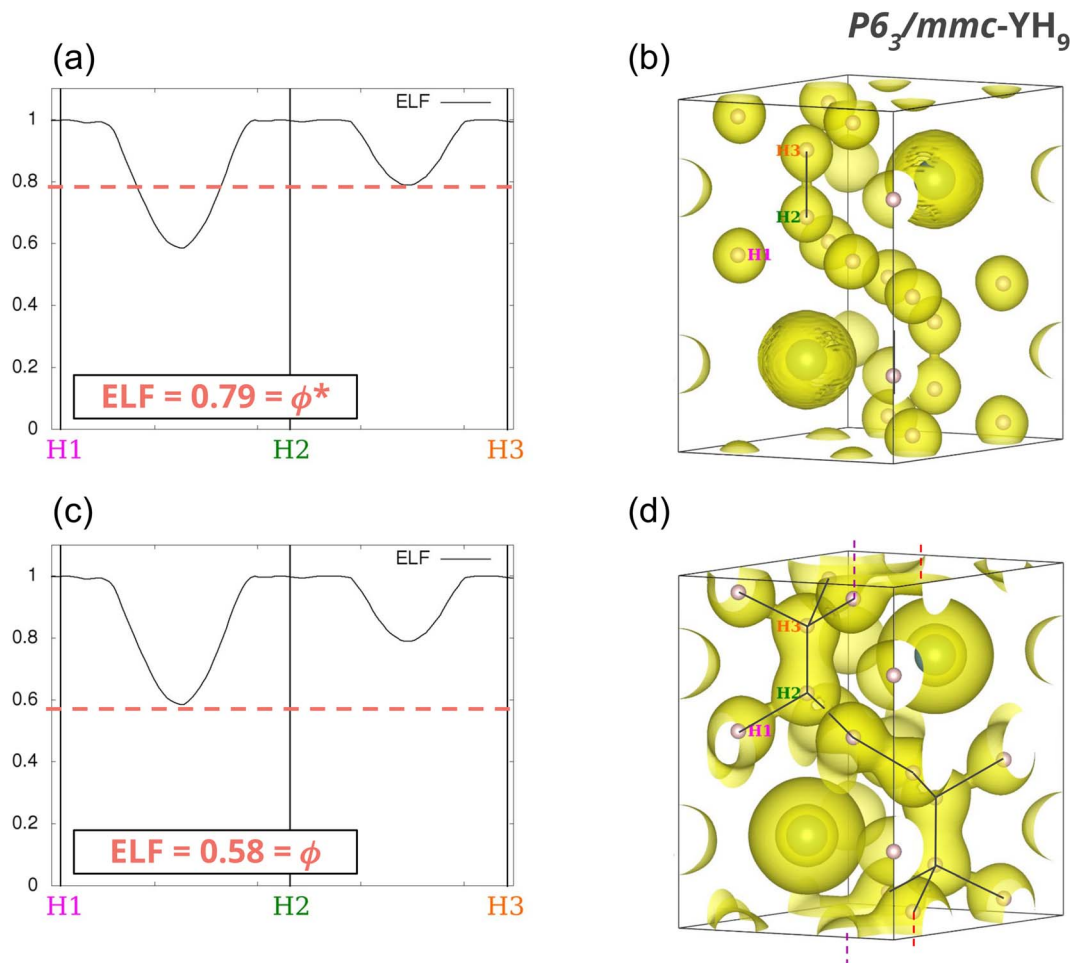 P6₃/mmc-YH₉
(a)
ELF
1
0.8
0.6
0.4
0.2
0
ELF = 0.79 = ϕ*
H1 H2 H3
(b)
H3
H2
H1
(c)
ELF
1
0.8
0.6
0.4
0.2
0
ELF = 0.58 = ϕ
H1 H2 H3
(d)
H3
H2
H1